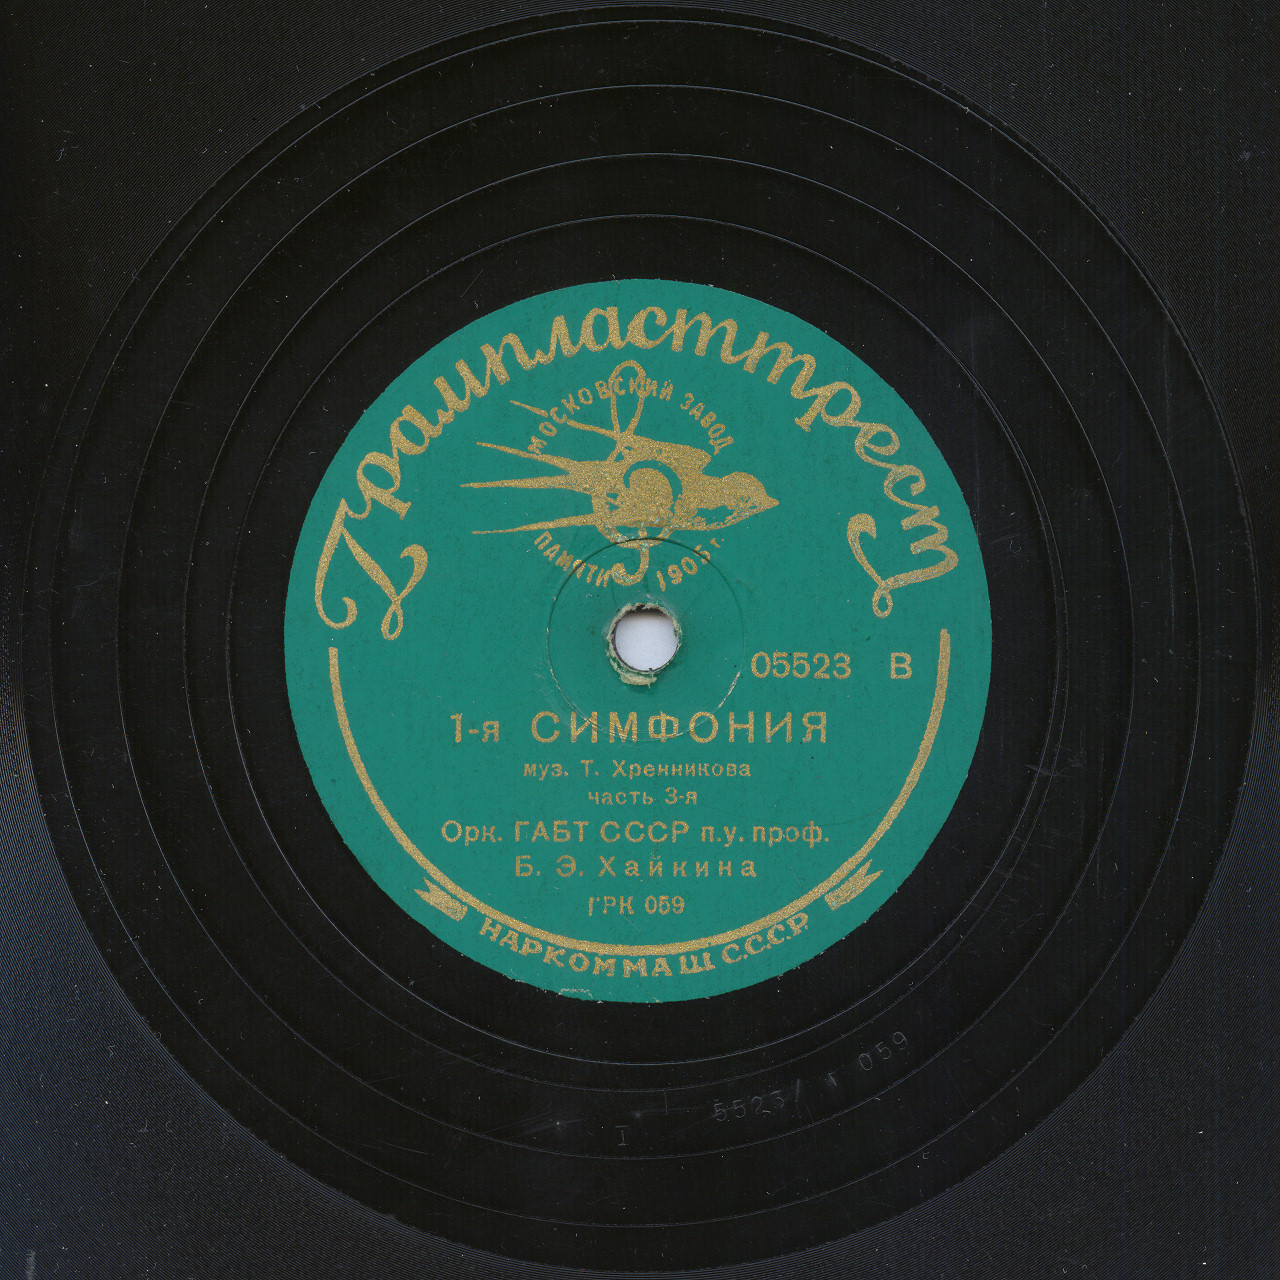 Грампласттрест
МОСКОВСКИЙ ЗАВОД
ПАМЯТИ 1905 г.
05523 В
1-я СИМФОНИЯ
муз. Т. Хренникова
часть 3-я
Орк. ГАБТ СССР п.у. проф.
Б. Э. Хайкина
ГРК 059
НАРКОММАШ С.С.С.Р.
5523/ г 059
I